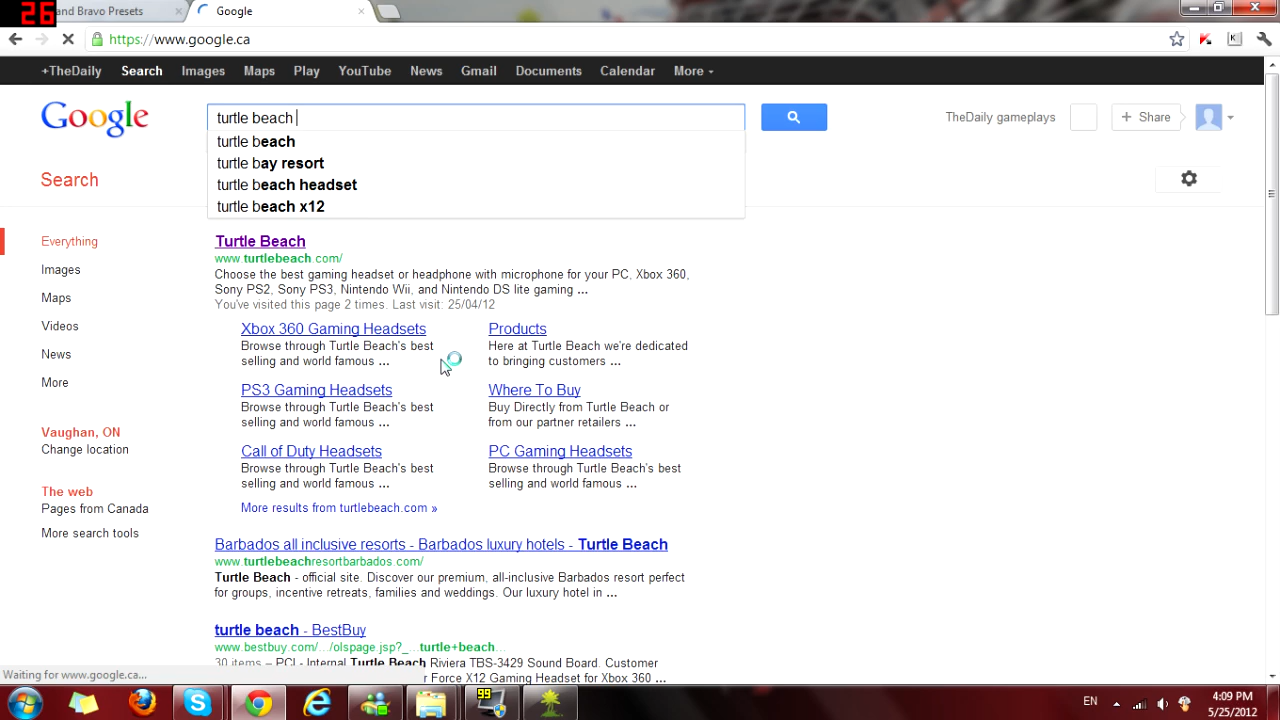 26
and Bravo Presets
Google
https://www.google.ca
+TheDaily Search Images Maps Play YouTube News Gmail Documents Calendar More
Google
turtle beach
TheDaily gameplays
+ Share
turtle beach
turtle bay resort
turtle beach headset
turtle beach x12
Search
Everything
Images
Maps
Videos
News
More
Vaughan, ON
Change location
The web
Pages from Canada
More search tools
Turtle Beach
www.turtlebeach.com/
Choose the best gaming headset or headphone with microphone for your PC, Xbox 360,
Sony PS2, Sony PS3, Nintendo Wii, and Nintendo DS lite gaming ...
You've visited this page 2 times. Last visit: 25/04/12
Xbox 360 Gaming Headsets
Browse through Turtle Beach's best
selling and world famous ...
Products
Here at Turtle Beach we're dedicated
to bringing customers ...
PS3 Gaming Headsets
Browse through Turtle Beach's best
selling and world famous ...
Where To Buy
Buy Directly from Turtle Beach or
from our partner retailers ...
Call of Duty Headsets
Browse through Turtle Beach's best
selling and world famous ...
PC Gaming Headsets
Browse through Turtle Beach's best
selling and world famous ...
More results from turtlebeach.com »
Barbados all inclusive resorts - Barbados luxury hotels - Turtle Beach
www.turtlebeachresortbarbados.com/
Turtle Beach - official site. Discover our premium, all-inclusive Barbados resort perfect
for groups, incentive retreats, families and weddings. Our luxury hotel in ...
turtle beach - BestBuy
www.bestbuy.com/.../olspage.jsp?_...turtle+beach...
30 items – PCI - Internal Turtle Beach Riviera TBS-3429 Sound Board. Customer
r Force X12 Gaming Headset for Xbox 360 ...
Waiting for www.google.ca...
99
EN
4:09 PM
5/25/2012